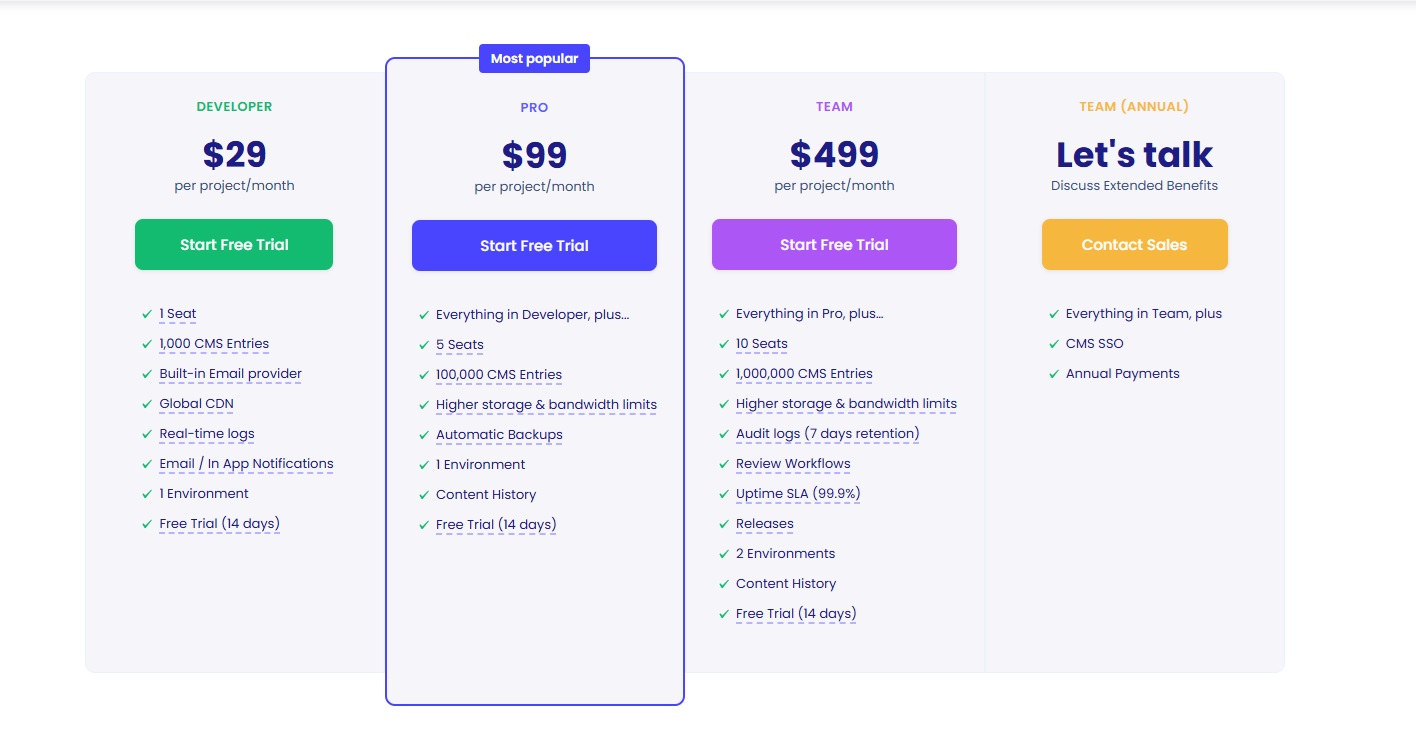 Most popular
DEVELOPER
$29
per project/month
Start Free Trial
1 Seat
1,000 CMS Entries
Built-in Email provider
Global CDN
Real-time logs
Email / In App Notifications
1 Environment
Free Trial (14 days)
PRO
$99
per project/month
Start Free Trial
Everything in Developer, plus...
5 Seats
100,000 CMS Entries
Higher storage & bandwidth limits
Automatic Backups
1 Environment
Content History
Free Trial (14 days)
TEAM
$499
per project/month
Start Free Trial
Everything in Pro, plus...
10 Seats
1,000,000 CMS Entries
Higher storage & bandwidth limits
Audit logs (7 days retention)
Review Workflows
Uptime SLA (99.9%)
Releases
2 Environments
Content History
Free Trial (14 days)
TEAM (ANNUAL)
Let's talk
Discuss Extended Benefits
Contact Sales
Everything in Team, plus
CMS SSO
Annual Payments